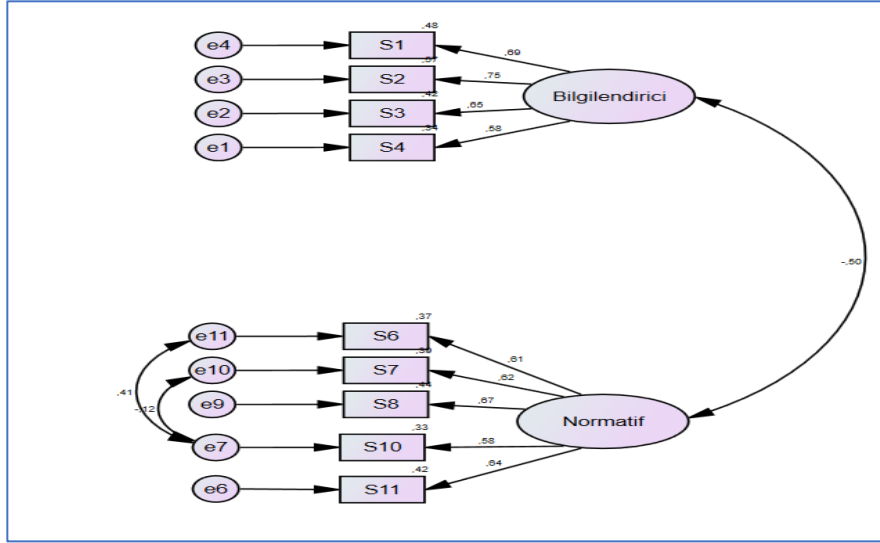 ,48
e4 S1 ,69
,57
e3 S2 ,75 Bilgilendirici
,42
e2 S3 ,65
,34
e1 S4 ,58
-,50
,37
e11 S6 ,61
,39
e10 S7 ,62
,41 ,44
-,12 e9 S8 ,67 Normatif
,33
e7 S10 ,58
,42 ,64
e6 S11